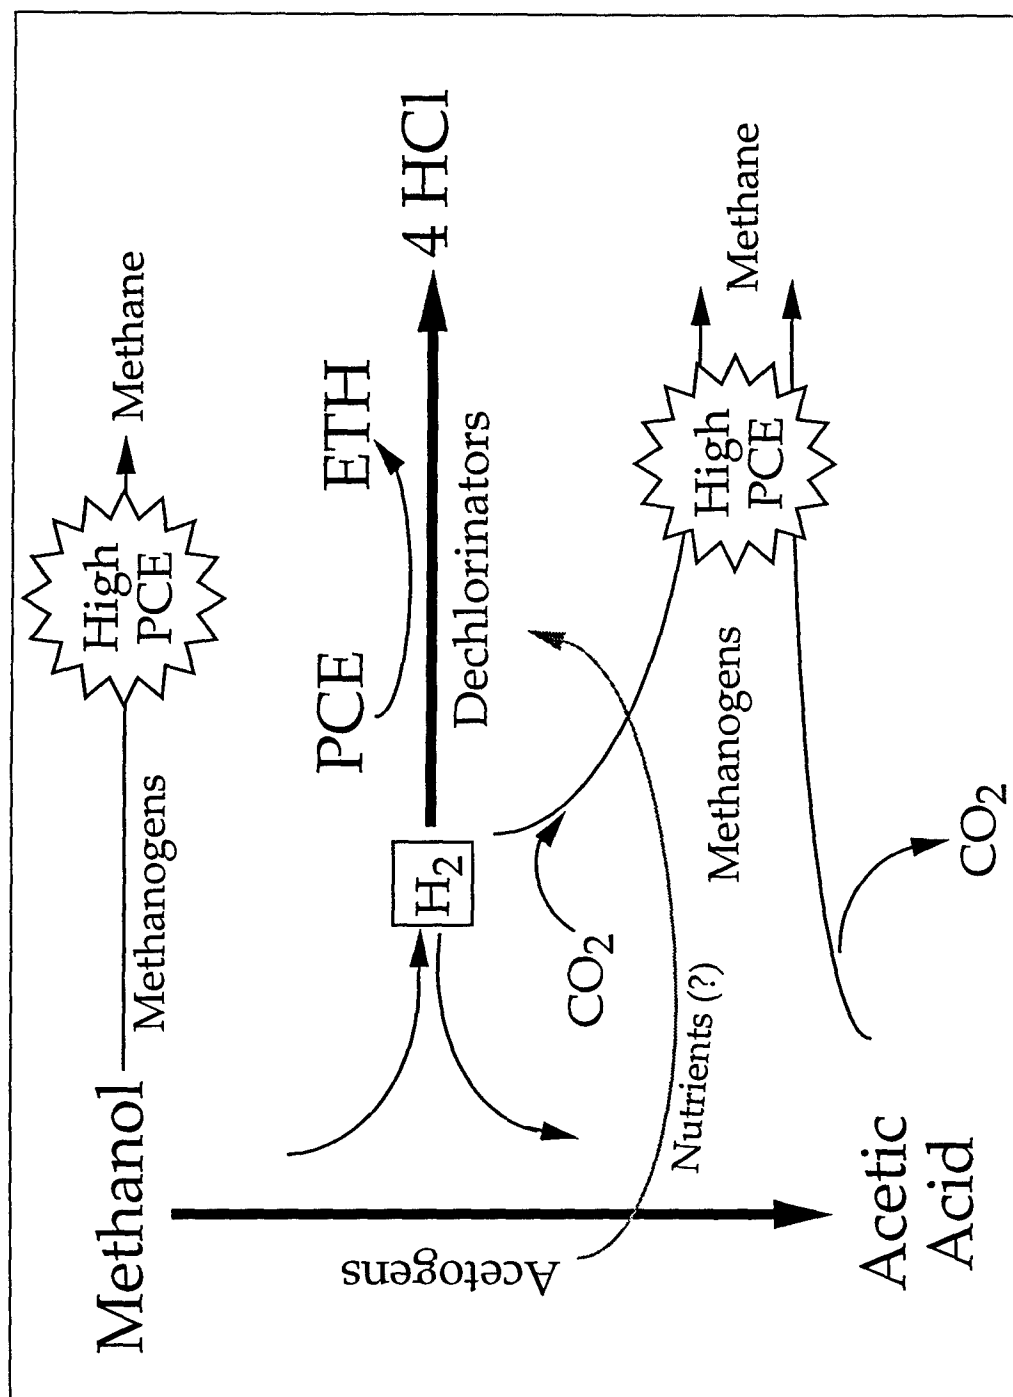 Methanol
Methanogens
High
PCE
Methane
PCE
ETH
H2
4 HCl
Dechlorinators
Acetogens
CO2
Nutrients (?)
Methanogens
High
PCE
Methane
Acetic
Acid
CO2